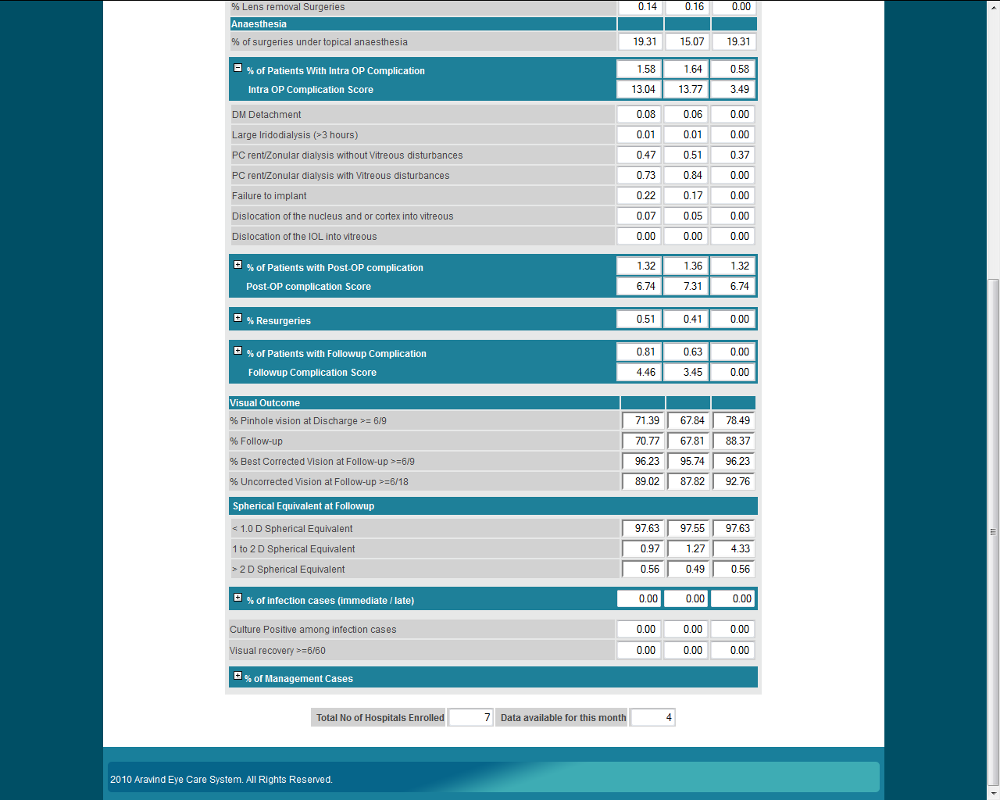 % Lens removal Surgeries 0.14 0.16 0.00
Anaesthesia
% of surgeries under topical anaesthesia 19.31 15.07 19.31
% of Patients With Intra OP Complication 1.58 1.64 0.58
Intra OP Complication Score 13.04 13.77 3.49
DM Detachment 0.08 0.06 0.00
Large Iridodialysis (>3 hours) 0.01 0.01 0.00
PC rent/Zonular dialysis without Vitreous disturbances 0.47 0.51 0.37
PC rent/Zonular dialysis with Vitreous disturbances 0.73 0.84 0.00
Failure to implant 0.22 0.17 0.00
Dislocation of the nucleus and or cortex into vitreous 0.07 0.05 0.00
Dislocation of the IOL into vitreous 0.00 0.00 0.00
% of Patients with Post-OP complication 1.32 1.36 1.32
Post-OP complication Score 6.74 7.31 6.74
% Resurgeries 0.51 0.41 0.00
% of Patients with Followup Complication 0.81 0.63 0.00
Followup Complication Score 4.46 3.45 0.00
Visual Outcome
% Pinhole vision at Discharge >= 6/9 71.39 67.84 78.49
% Follow-up 70.77 67.81 88.37
% Best Corrected Vision at Follow-up >=6/9 96.23 95.74 96.23
% Uncorrected Vision at Follow-up >=6/18 89.02 87.82 92.76
Spherical Equivalent at Followup
< 1.0 D Spherical Equivalent 97.63 97.55 97.63
1 to 2 D Spherical Equivalent 0.97 1.27 4.33
> 2 D Spherical Equivalent 0.56 0.49 0.56
% of infection cases (immediate / late) 0.00 0.00 0.00
Culture Positive among infection cases 0.00 0.00 0.00
Visual recovery >=6/60 0.00 0.00 0.00
% of Management Cases
Total No of Hospitals Enrolled 7 Data available for this month 4
2010 Aravind Eye Care System. All Rights Reserved.